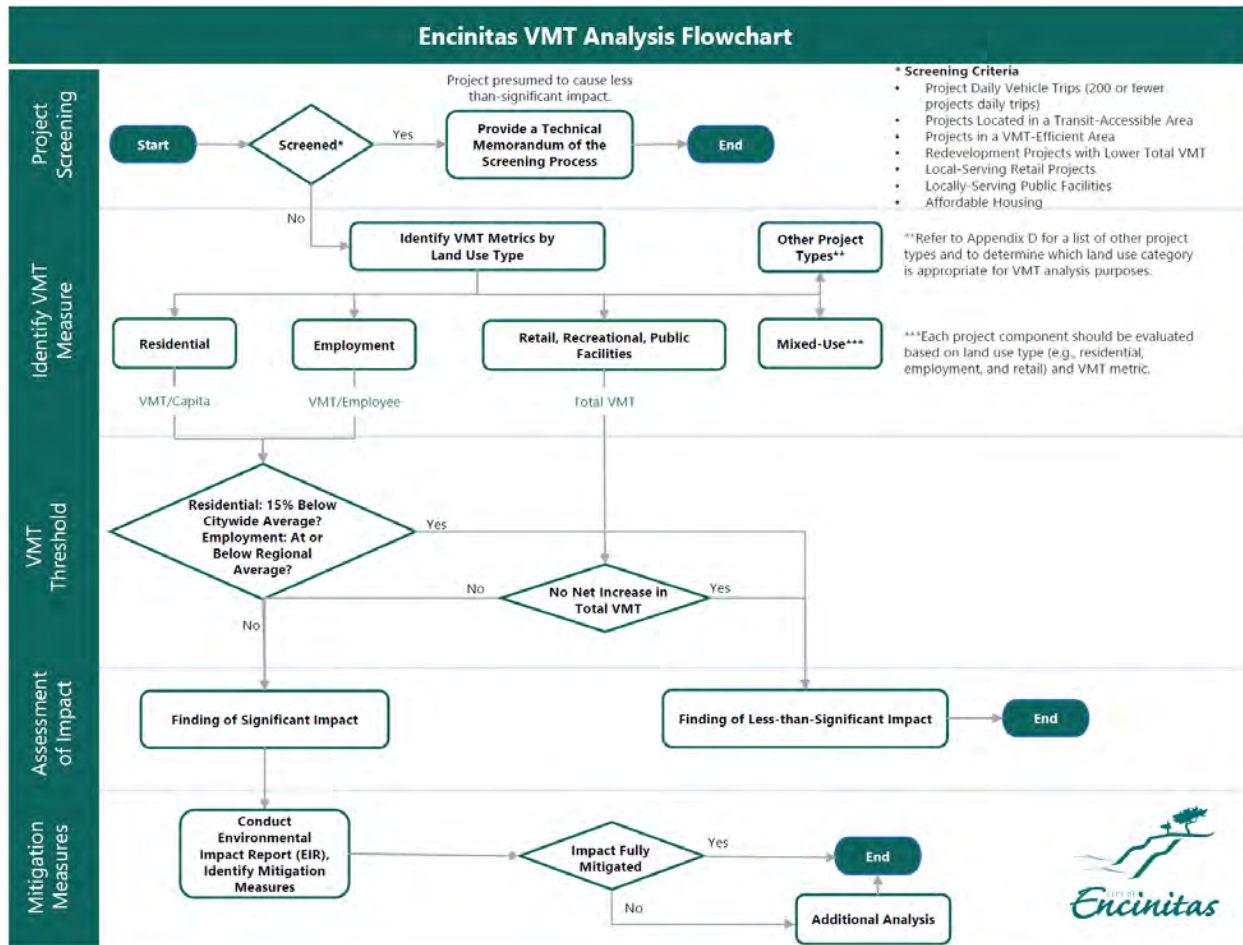 Encinitas VMT Analysis Flowchart
Project
Screening
Start
Screened*
Yes
No
Project presumed to cause less
than-significant impact.
Provide a Technical
Memorandum of the
Screening Process
End
* Screening Criteria
• Project Daily Vehicle Trips (200 or fewer
projects daily trips)
• Projects Located in a Transit-Accessible Area
• Projects in a VMT-Efficient Area
• Redevelopment Projects with Lower Total VMT
• Local-Serving Retail Projects
• Locally-Serving Public Facilities
• Affordable Housing
Identify VMT
Measure
Identify VMT Metrics by
Land Use Type
Other Project
Types**
**Refer to Appendix D for a list of other project
types and to determine which land use category
is appropriate for VMT analysis purposes.
Residential
Employment
Retail, Recreational, Public
Facilities
Mixed-Use***
***Each project component should be evaluated
based on land use type (e.g., residential,
employment, and retail) and VMT metric.
VMT/Capita
VMT/Employee
Total VMT
VMT
Threshold
Residential: 15% Below
Citywide Average?
Employment: At or
Below Regional
Average?
Yes
No
No
No Net Increase in
Total VMT
Yes
Assessment
of Impact
Finding of Significant Impact
Finding of Less-than-Significant Impact
End
Mitigation
Measures
Conduct
Environmental
Impact Report (EIR),
Identify Mitigation
Measures
Impact Fully
Mitigated
Yes
No
End
Additional Analysis
CITY OF
Encinitas